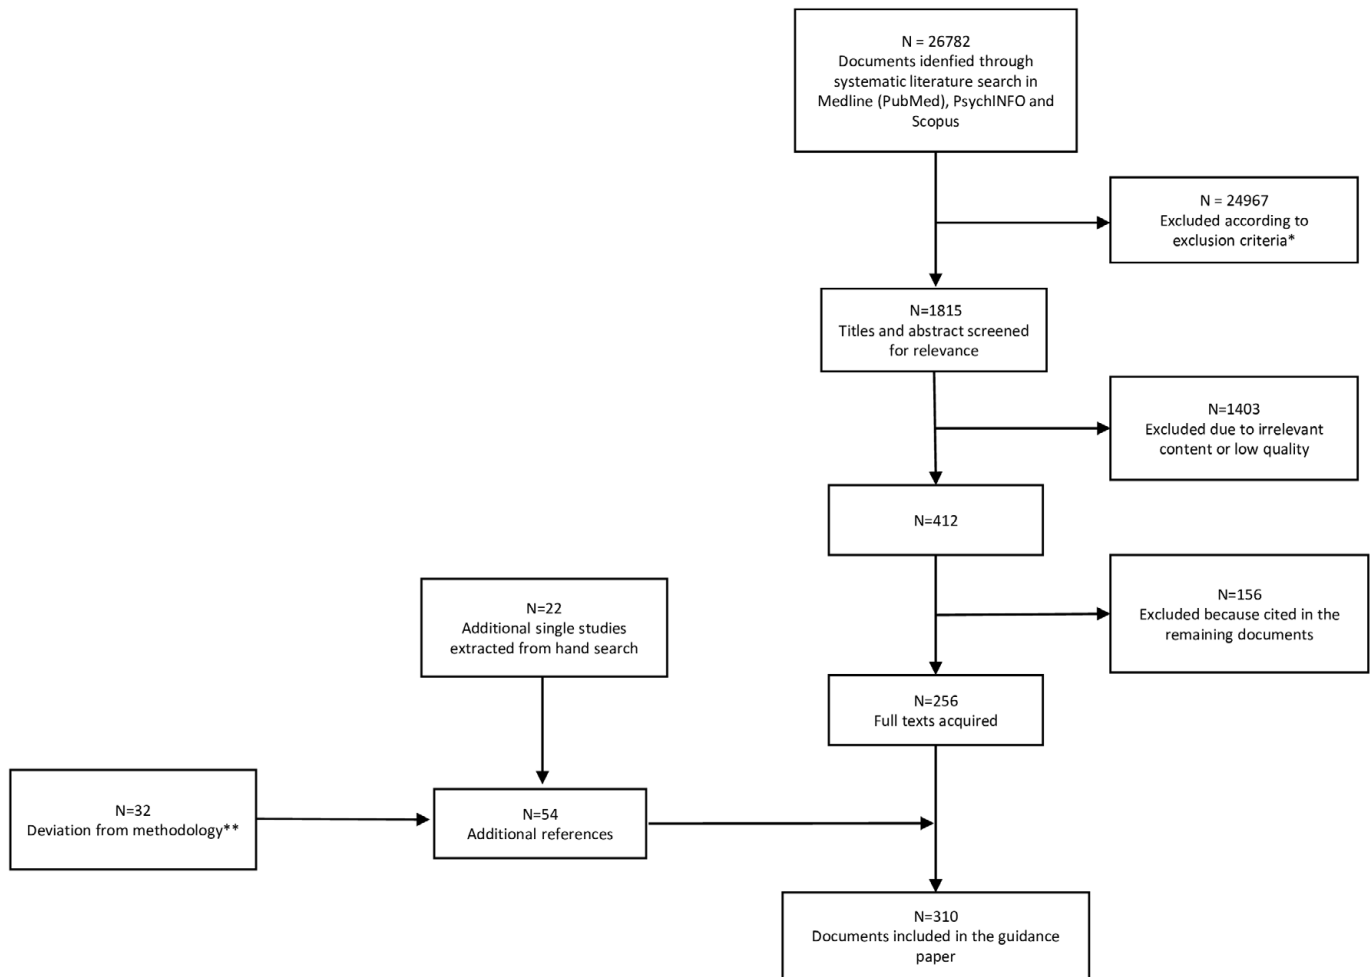 N = 26782
Documents idenfied through
systematic literature search in
Medline (PubMed), PsychINFO and
Scopus
N = 24967
Excluded according to
exclusion criteria*
N=1815
Titles and abstract screened
for relevance
N=1403
Excluded due to irrelevant
content or low quality
N=412
N=156
Excluded because cited in the
remaining documents
N=22
Additional single studies
extracted from hand search
N=256
Full texts acquired
N=32
Deviation from methodology**
N=54
Additional references
N=310
Documents included in the guidance
paper